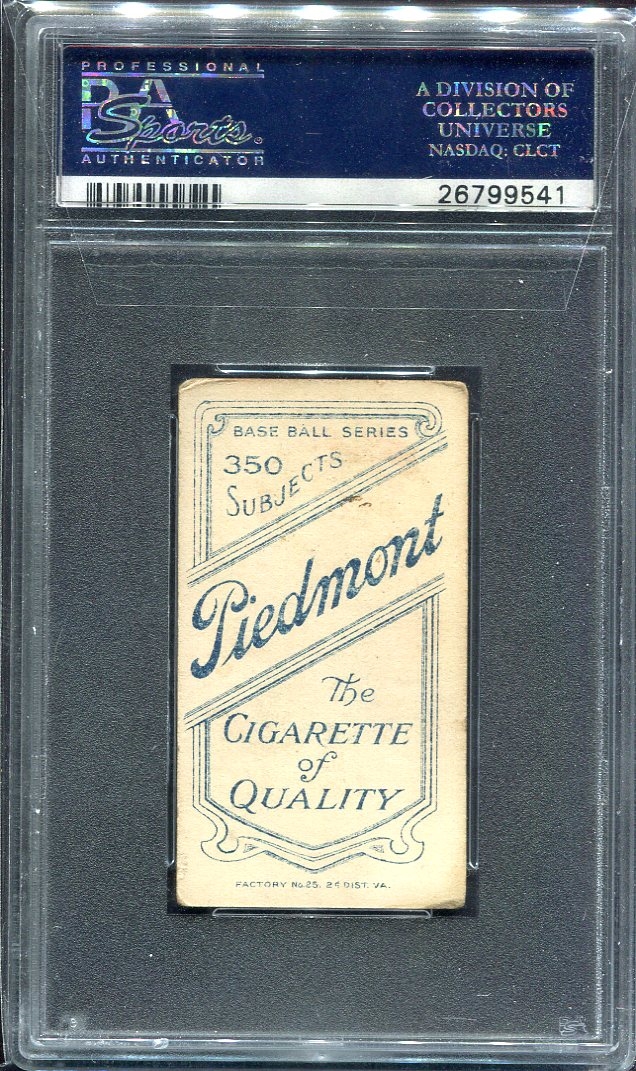 PROFESSIONAL
PSA
Sports.
AUTHENTICATOR
A DIVISION OF
COLLECTORS
UNIVERSE
NASDAQ: CLCT
26799541
BASE BALL SERIES
350
SUBJECTS
Piedmont
The
CIGARETTE
of
QUALITY
FACTORY No. 25. 2d DIST. VA.